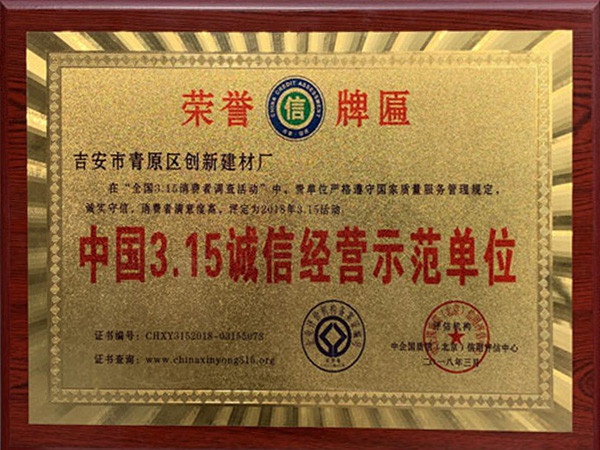 荣誉 信 牌匾
CHINA CREDIT ASSESSMENT
吉安市青原区创新建材厂
在“全国3.15消费者调查活动”中，贵单位严格遵守国家质量服务管理规定，
诚实守信，消费者满意度高，评定为2018年3.15活动
中国3.15诚信经营示范单位
证书编号：CHXY3152018-03155078
证书查询：www.chinaxinyong315.org
评估机构
中企国质信（北京）信用评估中心
二〇一八年三月